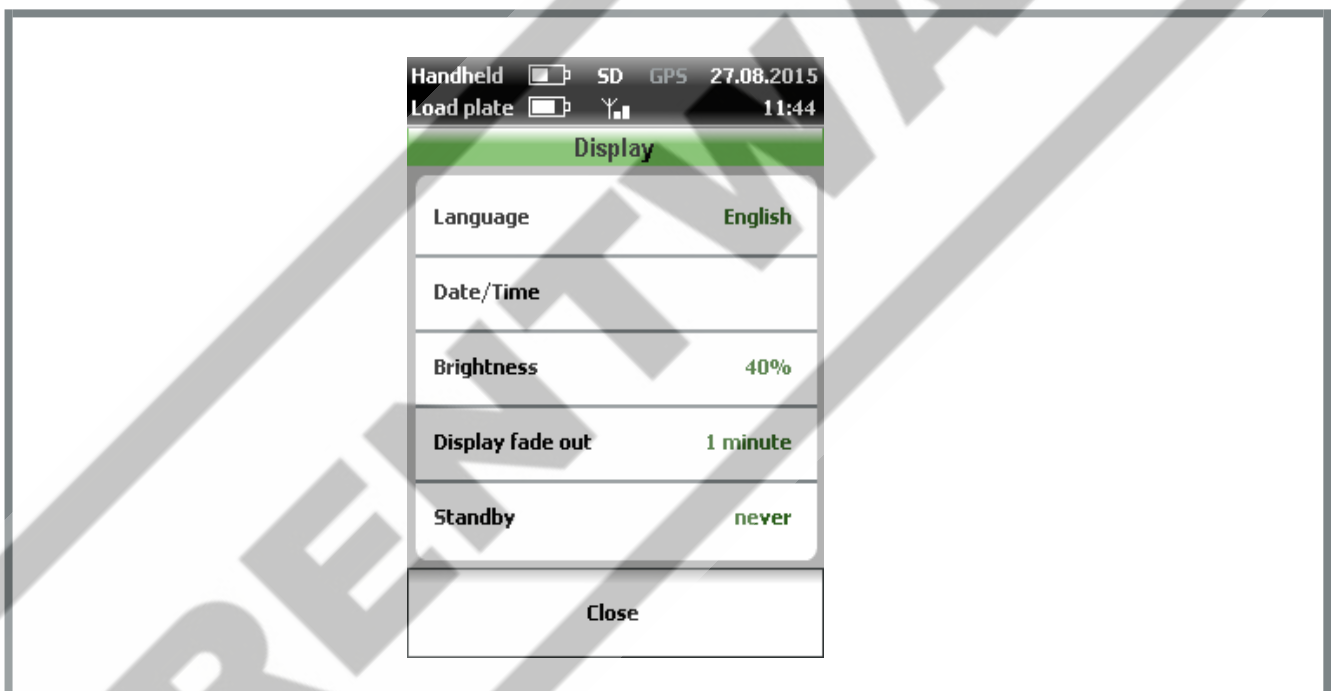 Handheld SD GPS 27.08.2015
Load plate 11:44
Display
Language English
Date/Time
Brightness 40%
Display fade out 1 minute
Standby never
Close